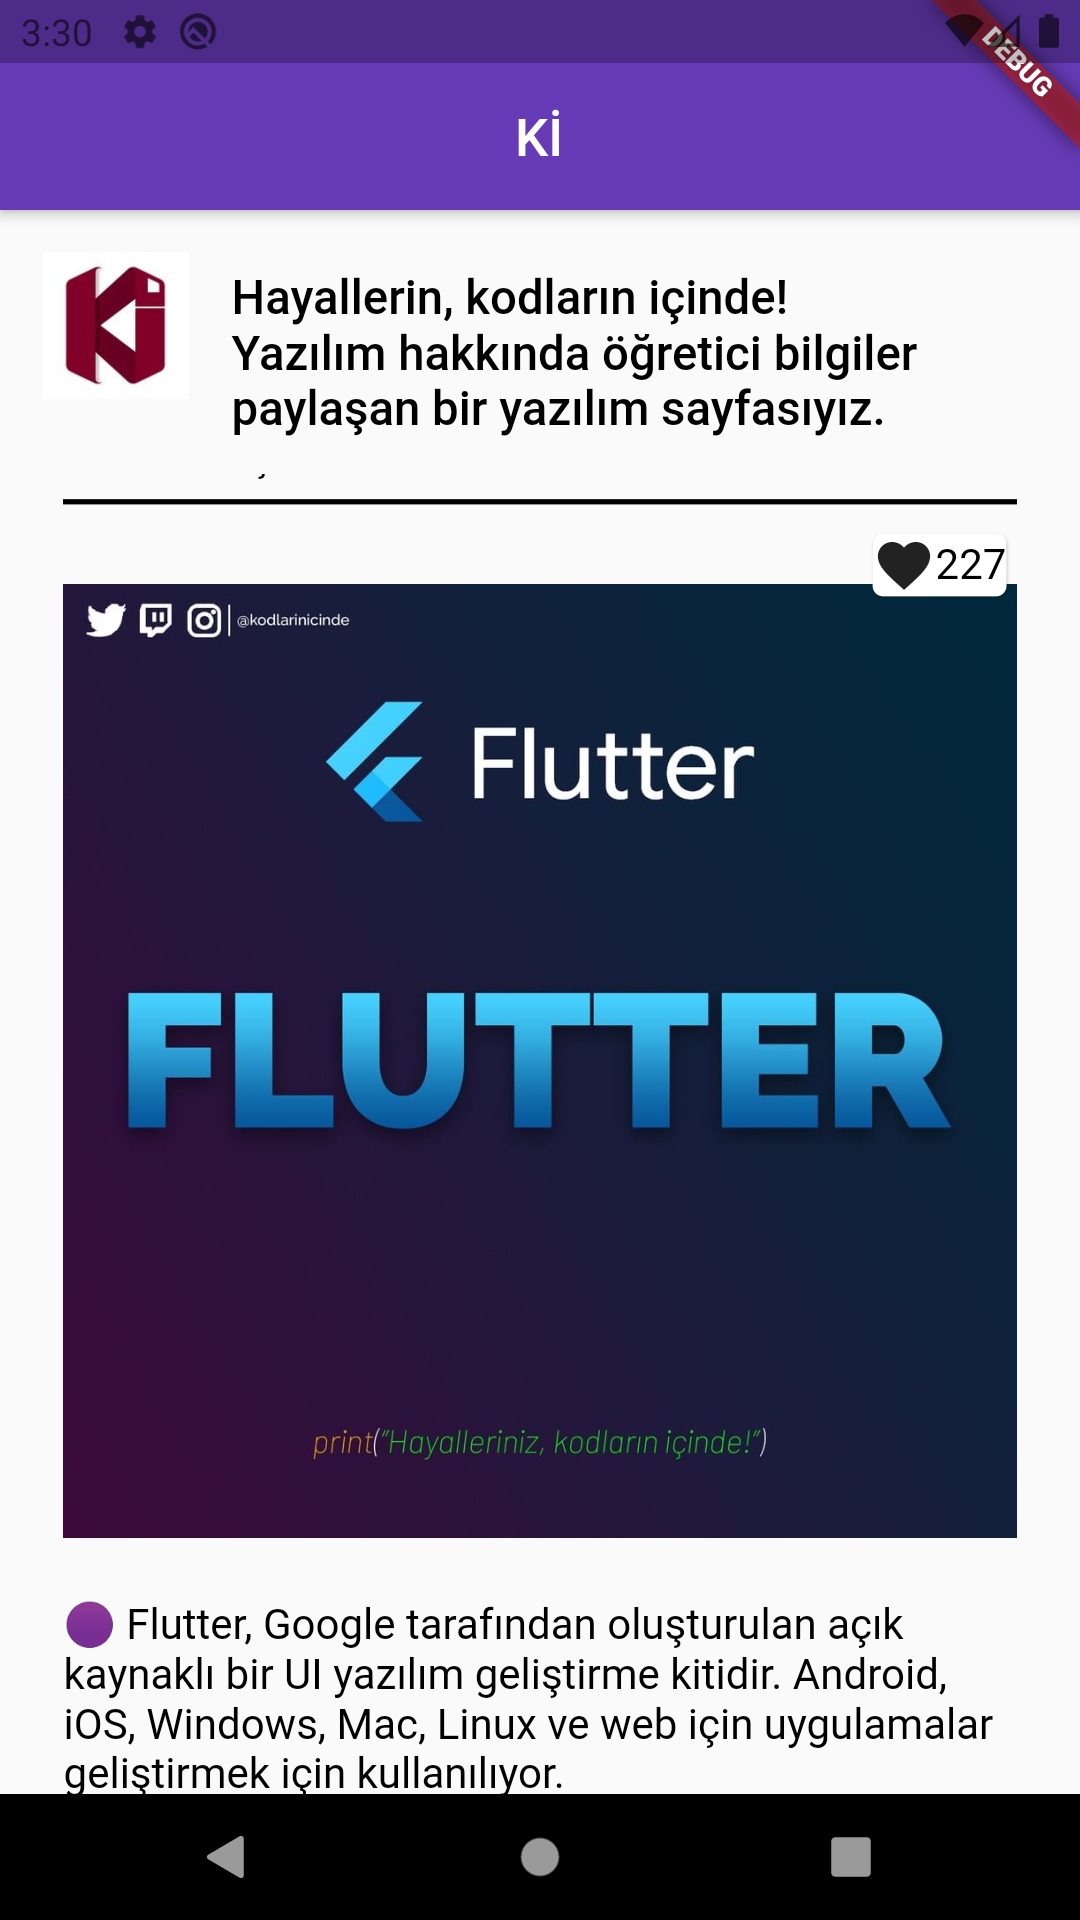 3:30
DEBUG
Kİ
Ki
Hayallerin, kodların içinde!
Yazılım hakkında öğretici bilgiler
paylaşan bir yazılım sayfasıyız.
227
@kodlarinicinde
Flutter
FLUTTER
print("Hayalleriniz, kodların içinde!")
🟣 Flutter, Google tarafından oluşturulan açık
kaynaklı bir UI yazılım geliştirme kitidir. Android,
iOS, Windows, Mac, Linux ve web için uygulamalar
geliştirmek için kullanılıyor.